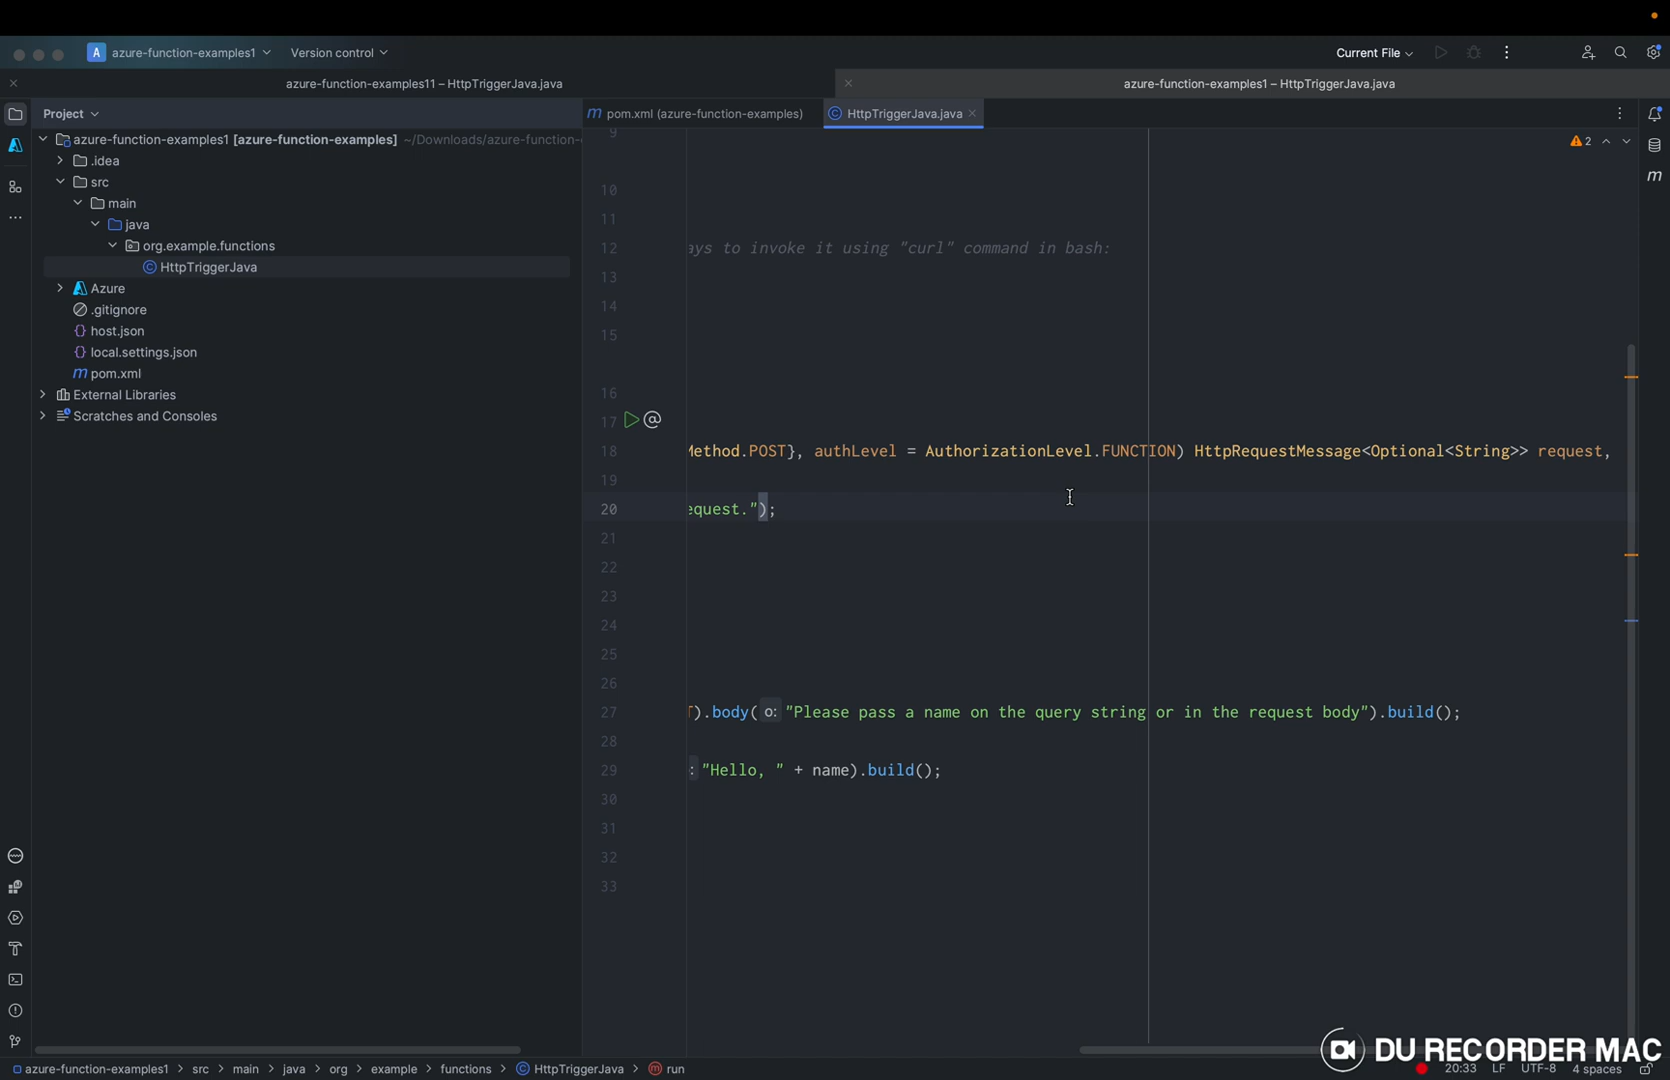 A azure-function-examples1 Version control Current File
azure-function-examples11 – HttpTriggerJava.java azure-function-examples1 – HttpTriggerJava.java
Project m pom.xml (azure-function-examples) HttpTriggerJava.java
azure-function-examples1 [azure-function-examples] ~/Downloads/azure-function-
.idea
src
main
java
org.example.functions
HttpTriggerJava
Azure
.gitignore
host.json
local.settings.json
m pom.xml
External Libraries
Scratches and Consoles
2
m
9
10
11
12 ays to invoke it using "curl" command in bash:
13
14
15
16
17 @
18 Method.POST}, authLevel = AuthorizationLevel.FUNCTION) HttpRequestMessage<Optional<String>> request,
19
20 equest.");
21
22
23
24
25
26
27 T).body( o: "Please pass a name on the query string or in the request body").build();
28
29 : "Hello, " + name).build();
30
31
32
33
DU RECORDER MAC
azure-function-examples1 > src > main > java > org > example > functions > HttpTriggerJava > m run 20:33 LF UTF-8 4 spaces